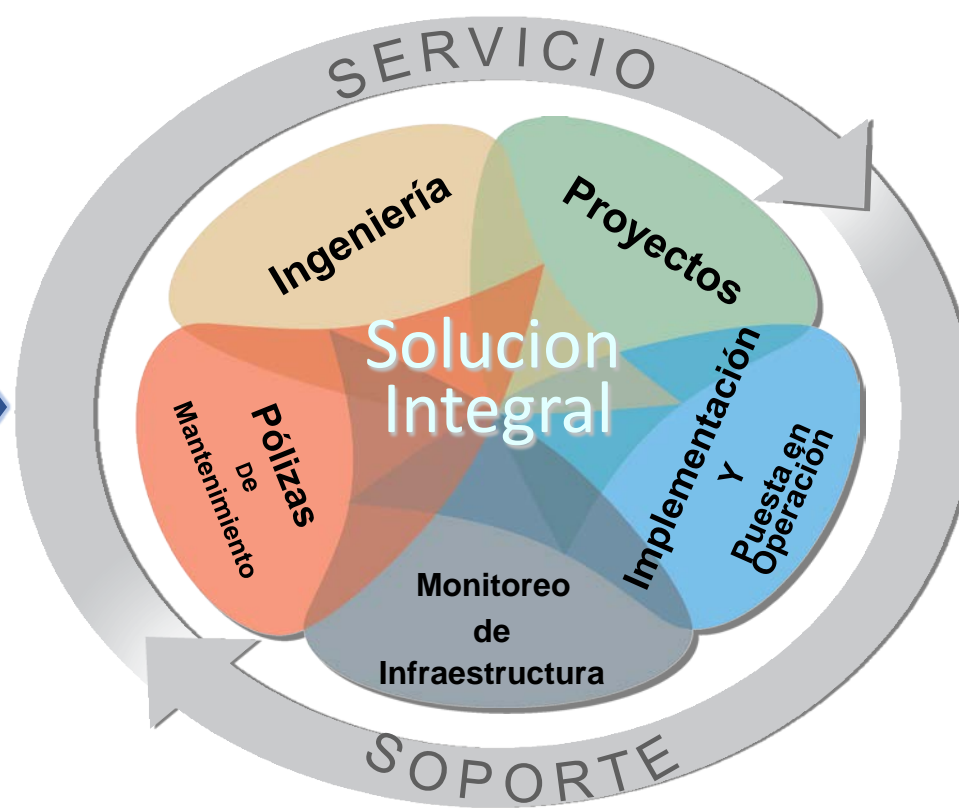 SERVICIO
Ingeniería
Proyectos
Solucion
Integral
Implementación
Y
Puesta en
Operación
Pólizas
De
Mantenimiento
Monitoreo
de
Infraestructura
SOPORTE